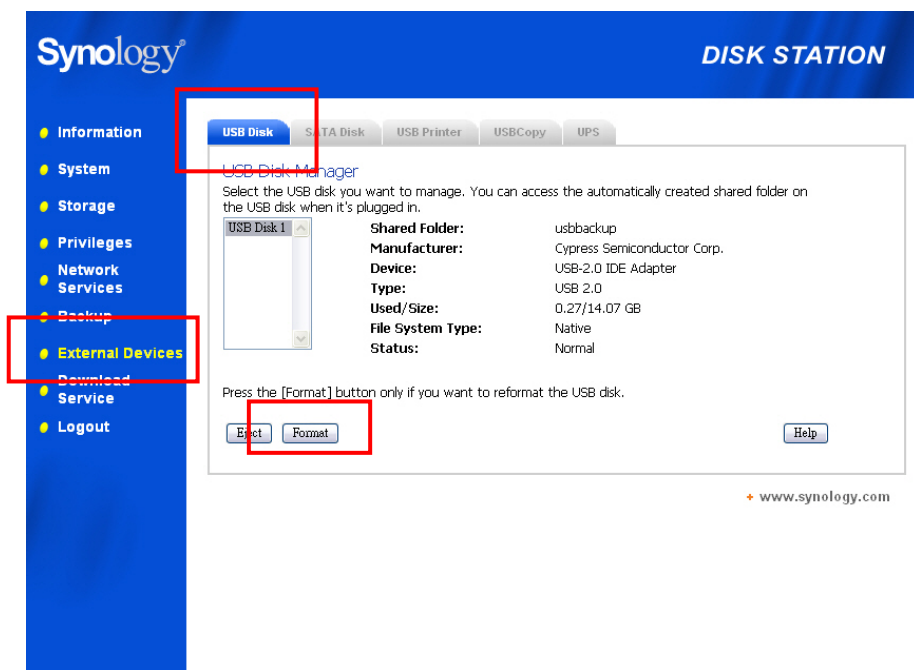 Synology®
DISK STATION
Information
System
Storage
Privileges
Network
Services
Backup
External Devices
Download
Service
Logout
USB Disk SATA Disk USB Printer USBCopy UPS
USB Disk Manager
Select the USB disk you want to manage. You can access the automatically created shared folder on
the USB disk when it's plugged in.
USB Disk 1
Shared Folder: usbbackup
Manufacturer: Cypress Semiconductor Corp.
Device: USB-2.0 IDE Adapter
Type: USB 2.0
Used/Size: 0.27/14.07 GB
File System Type: Native
Status: Normal
Press the [Format] button only if you want to reformat the USB disk.
Eject Format Help
+ www.synology.com